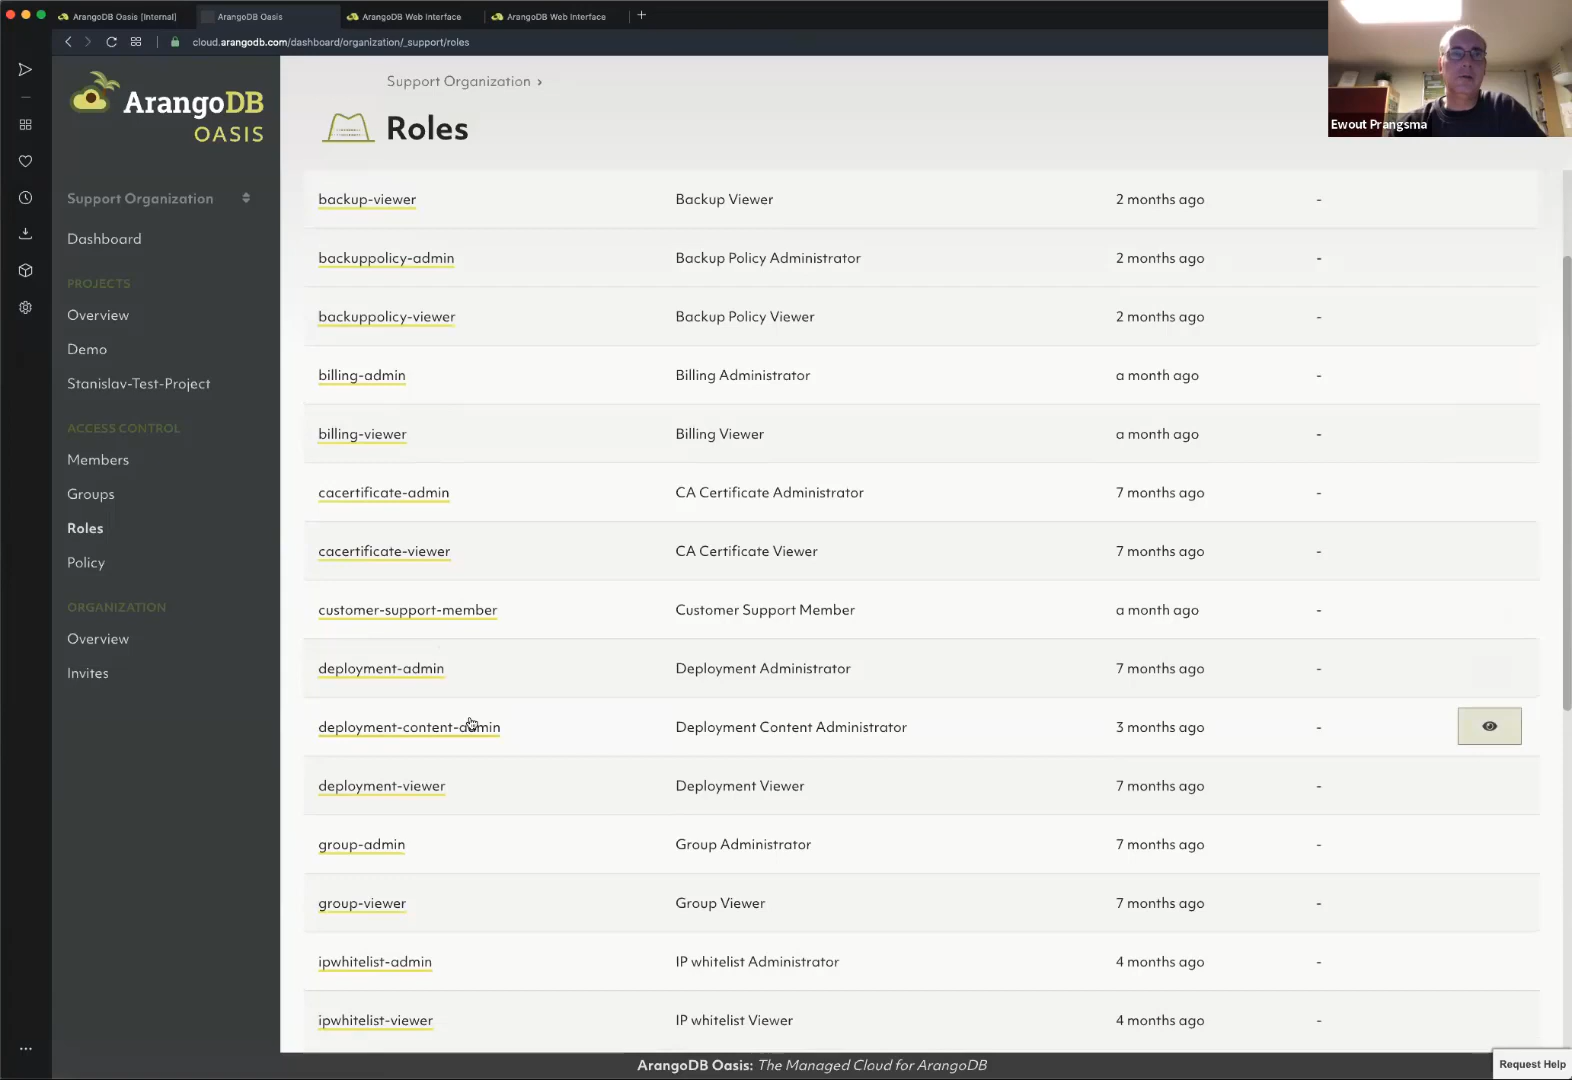 ArangoDB Oasis [Internal]
ArangoDB Oasis
ArangoDB Web Interface
ArangoDB Web Interface
cloud.arangodb.com/dashboard/organization/_support/roles
Ewout Prangsma
ArangoDB
OASIS
Support Organization
Dashboard
PROJECTS
Overview
Demo
Stanislav-Test-Project
ACCESS CONTROL
Members
Groups
Roles
Policy
ORGANIZATION
Overview
Invites
Support Organization ›
Roles
backup-viewer Backup Viewer 2 months ago -
backuppolicy-admin Backup Policy Administrator 2 months ago -
backuppolicy-viewer Backup Policy Viewer 2 months ago -
billing-admin Billing Administrator a month ago -
billing-viewer Billing Viewer a month ago -
cacertificate-admin CA Certificate Administrator 7 months ago -
cacertificate-viewer CA Certificate Viewer 7 months ago -
customer-support-member Customer Support Member a month ago -
deployment-admin Deployment Administrator 7 months ago -
deployment-content-admin Deployment Content Administrator 3 months ago -
deployment-viewer Deployment Viewer 7 months ago -
group-admin Group Administrator 7 months ago -
group-viewer Group Viewer 7 months ago -
ipwhitelist-admin IP whitelist Administrator 4 months ago -
ipwhitelist-viewer IP whitelist Viewer 4 months ago -
ArangoDB Oasis: The Managed Cloud for ArangoDB
Request Help